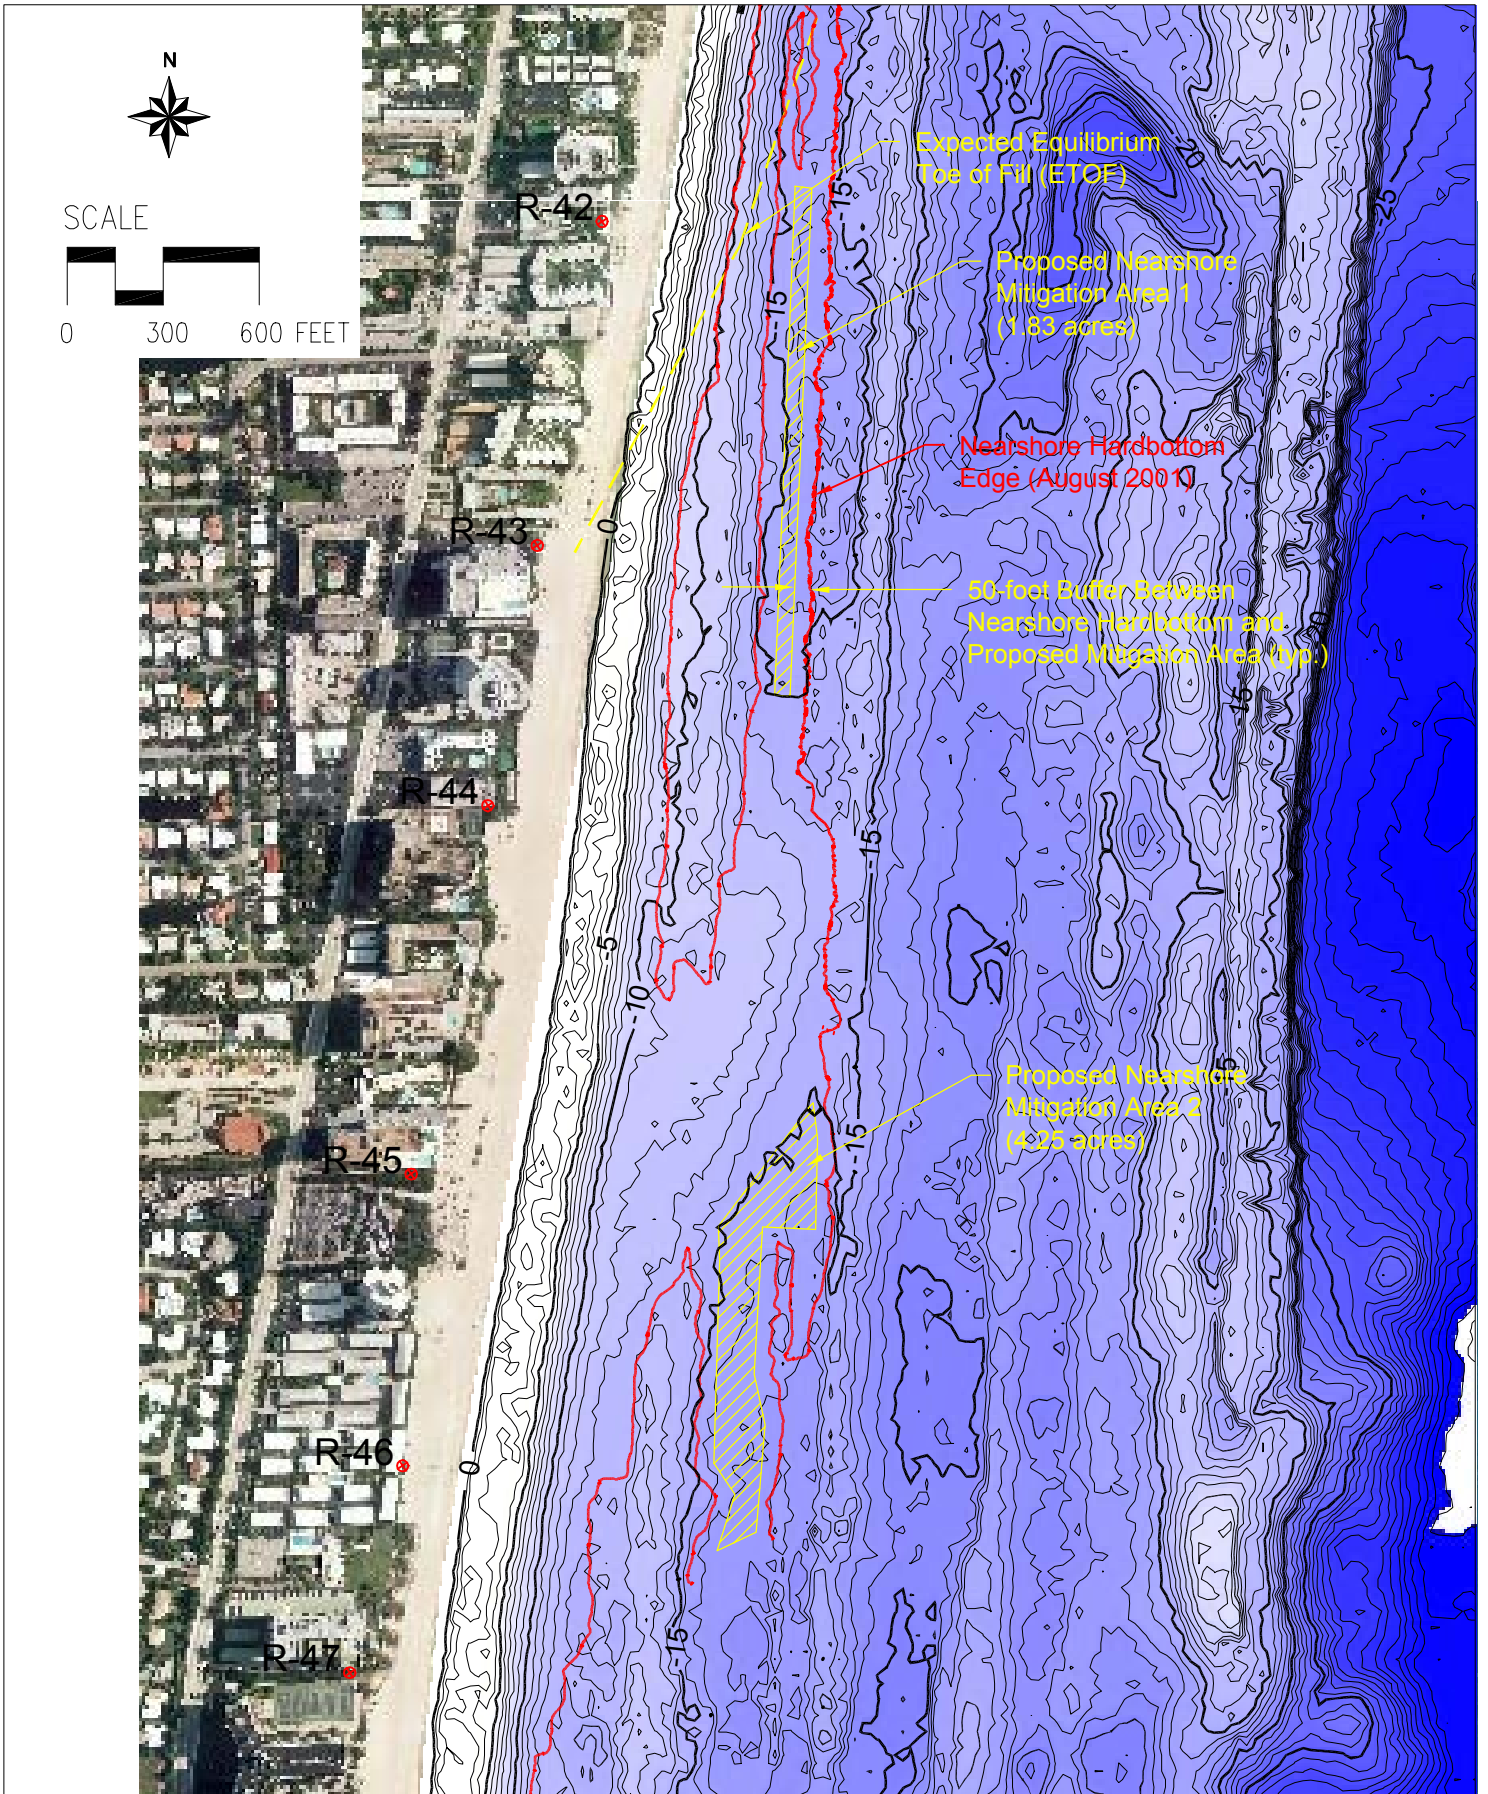 N
SCALE
0 300 600 FEET
R-42
R-43
R-44
R-45
R-46
R-47
Expected Equilibrium
Toe of Fill (ETOF)
Proposed Nearshore
Mitigation Area 1
(1.83 acres)
Nearshore Hardbottom
Edge (August 2001)
50-foot Buffer Between
Nearshore Hardbottom and
Proposed Mitigation Area (typ.)
Proposed Nearshore
Mitigation Area 2
(4.25 acres)
-20
-25
-15
-15
0
-20
-15
-15
-5
-10
-15
-15
0
-15